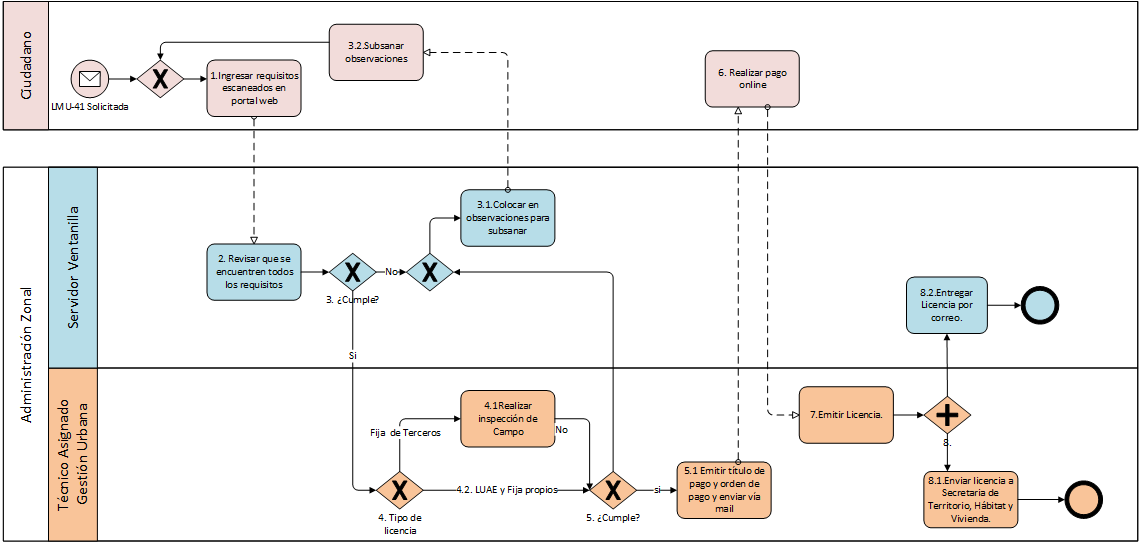 Ciudadano
LMU-41 Solicitada
1.Ingresar requisitos
escaneados en
portal web
3.2.Subsanar
observaciones
6. Realizar pago
online
Administración Zonal
Servidor Ventanilla
2. Revisar que se
encuentren todos
los requisitos
3. ¿Cumple?
No
Si
3.1.Colocar en
observaciones para
subsanar
8.2.Entregar
Licencia por
correo.
Técnico Asignado
Gestión Urbana
Fija de Terceros
4.1Realizar
inspección de
Campo
No
4. Tipo de
licencia
4.2. LUAE y Fija propios
5. ¿Cumple?
si
5.1 Emitir título de
pago y orden de
pago y enviar vía
mail
7.Emitir Licencia.
8.
8.1.Enviar licencia a
Secretaría de
Territorio, Hábitat y
Vivienda.